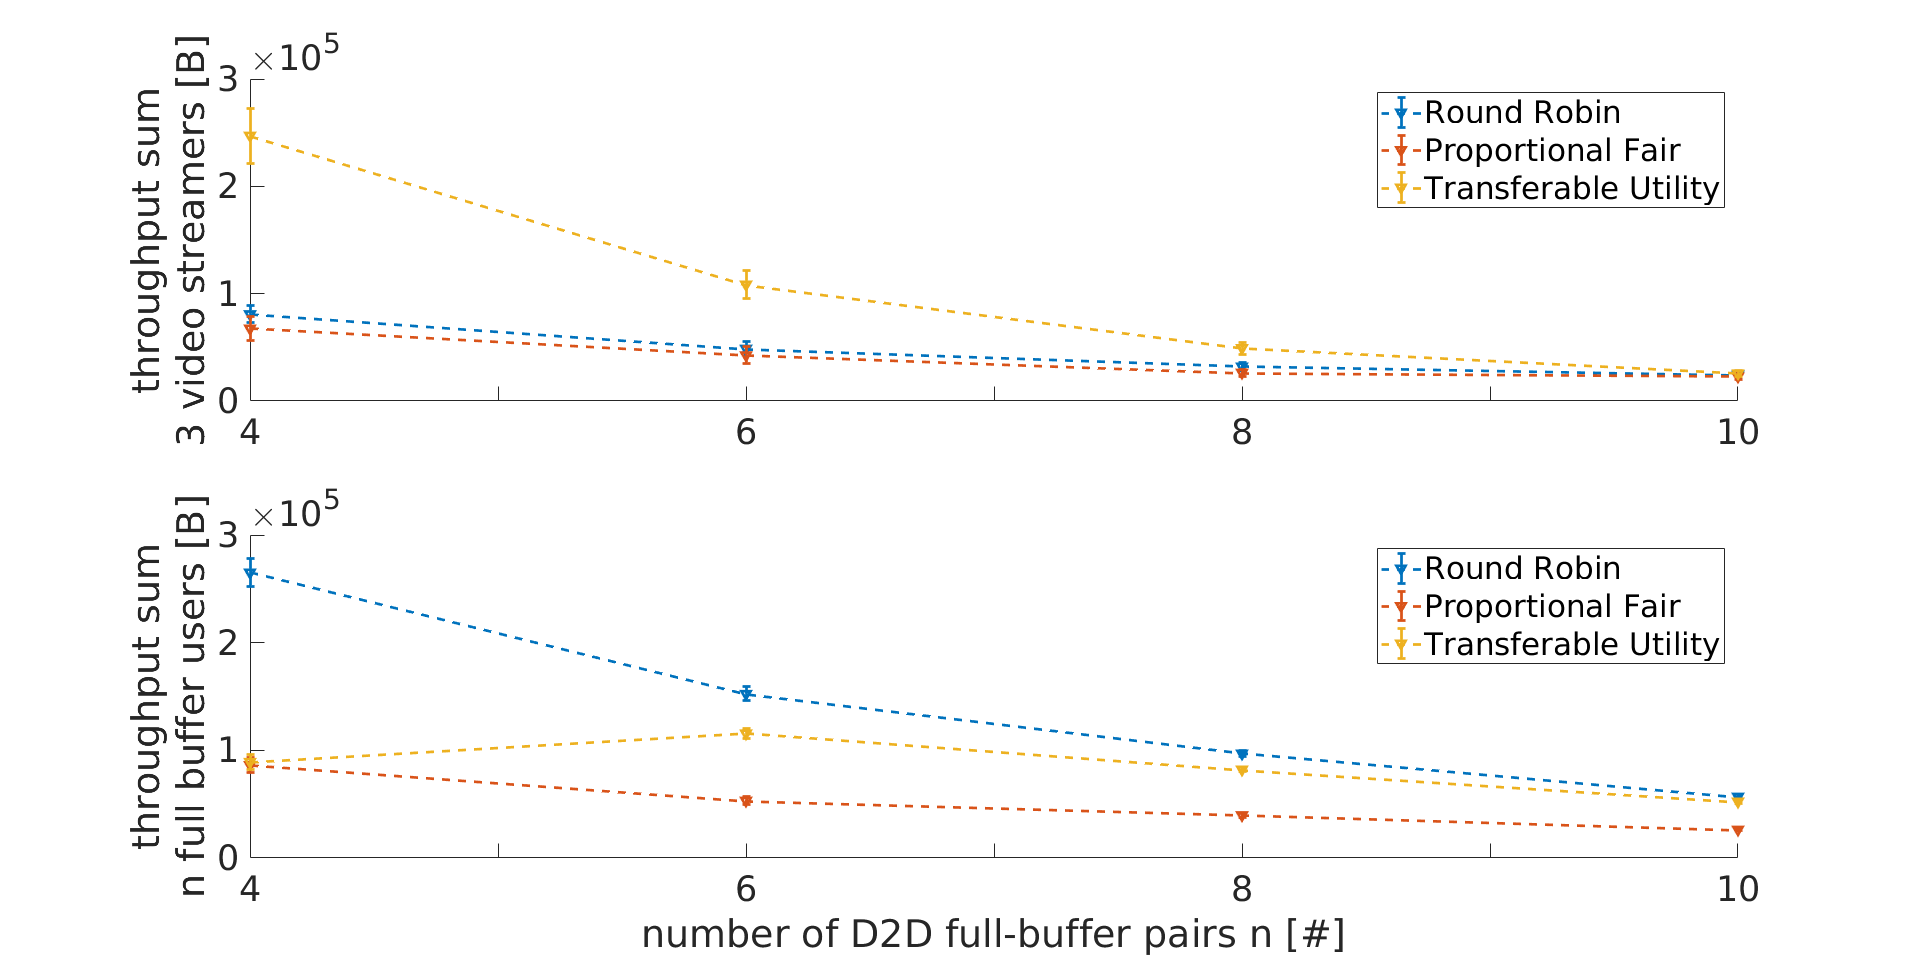 ×10^5
throughput sum
3 video streamers [B]
3
2
1
0
4 6 8 10
Round Robin
Proportional Fair
Transferable Utility
×10^5
throughput sum
n full buffer users [B]
3
2
1
0
4 6 8 10
Round Robin
Proportional Fair
Transferable Utility
number of D2D full-buffer pairs n [#]